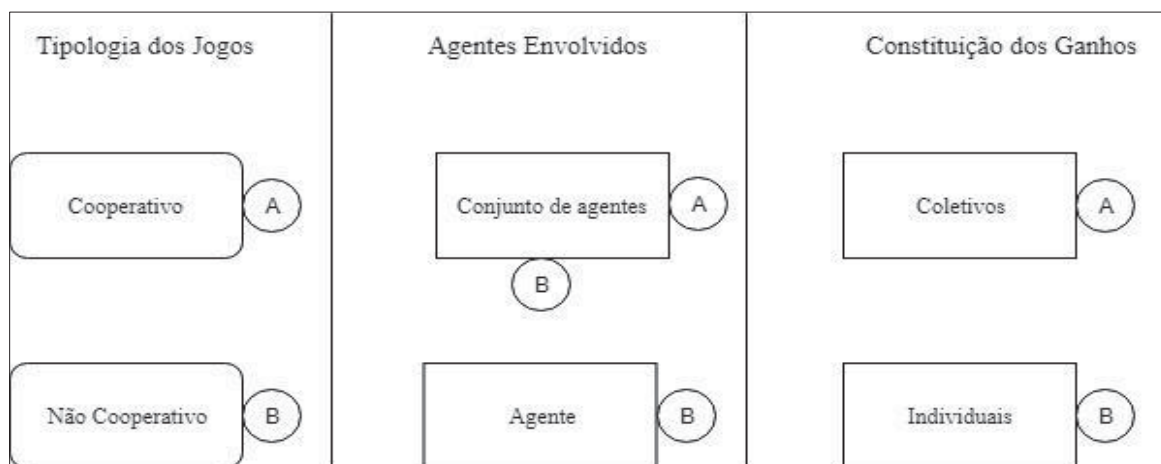 Tipologia dos Jogos
Agentes Envolvidos
Constituição dos Ganhos
Cooperativo
A
Conjunto de agentes
A
Coletivos
A
B
Não Cooperativo
B
Agente
B
Individuais
B